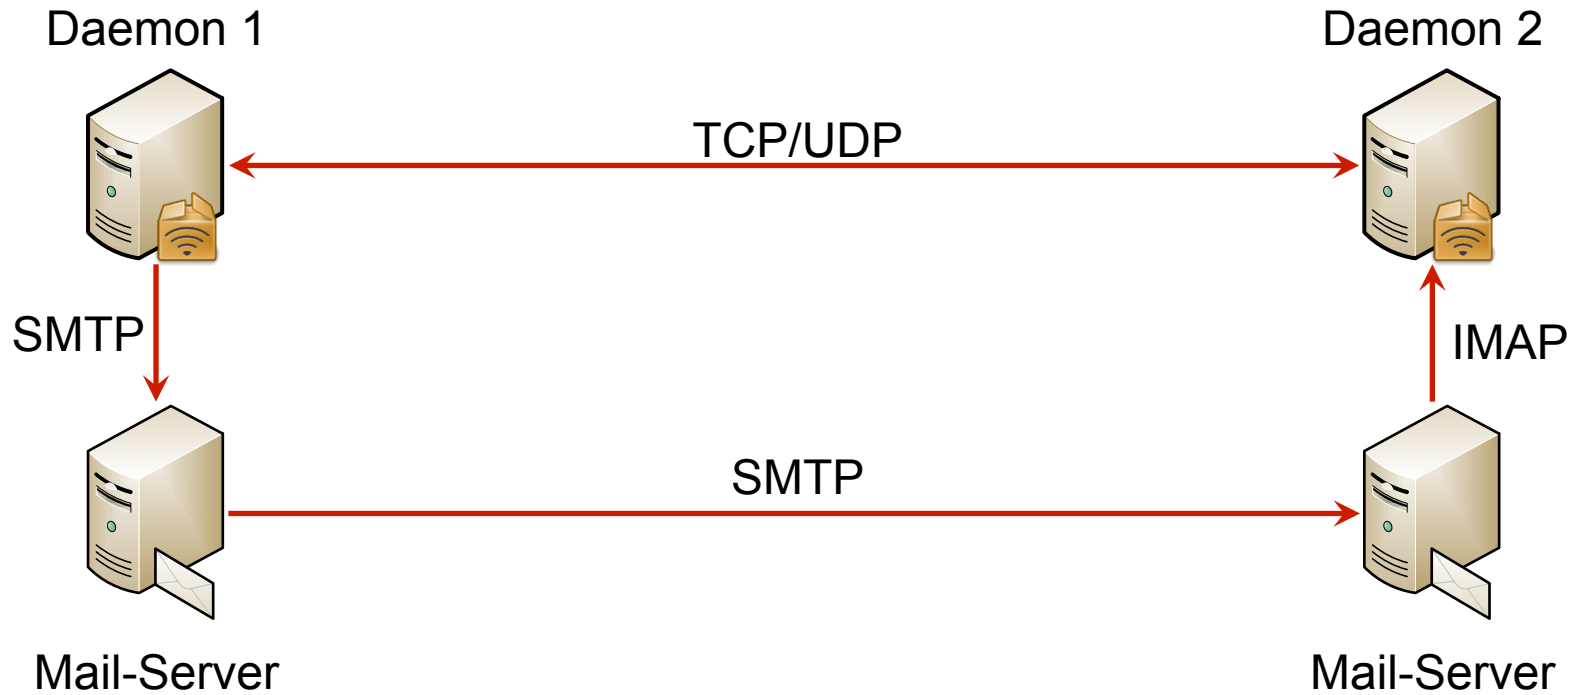 Daemon 1
Daemon 2
TCP/UDP
SMTP
IMAP
SMTP
Mail-Server
Mail-Server